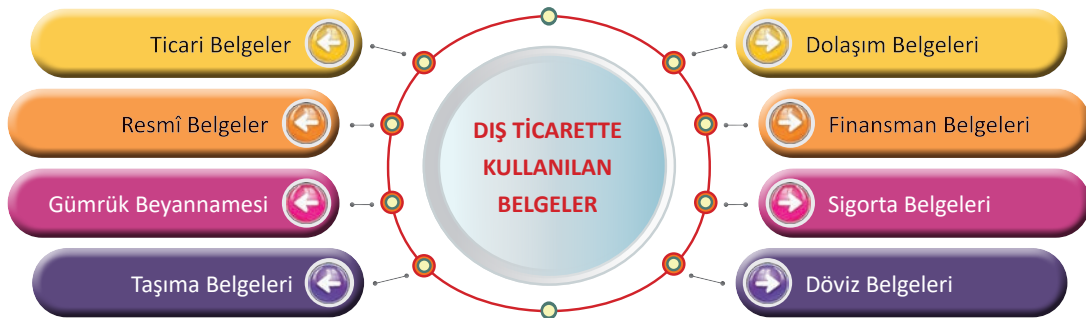 Ticari Belgeler
Resmî Belgeler
Gümrük Beyannamesi
Taşıma Belgeleri
DIŞ TİCARETTE
KULLANILAN
BELGELER
Dolaşım Belgeleri
Finansman Belgeleri
Sigorta Belgeleri
Döviz Belgeleri